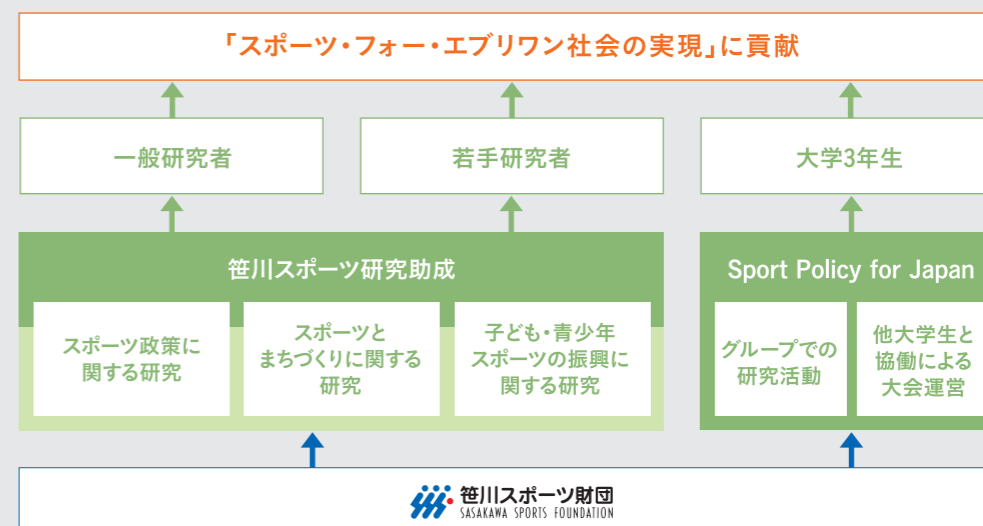 「スポーツ・フォー・エブリワン社会の実現」に貢献
一般研究者
若手研究者
大学3年生
笹川スポーツ研究助成
スポーツ政策に
関する研究
スポーツと
まちづくりに関する
研究
子ども・青少年
スポーツの振興に
関する研究
Sport Policy for Japan
グループでの
研究活動
他大学生と
協働による
大会運営
笹川スポーツ財団
SASAKAWA SPORTS FOUNDATION